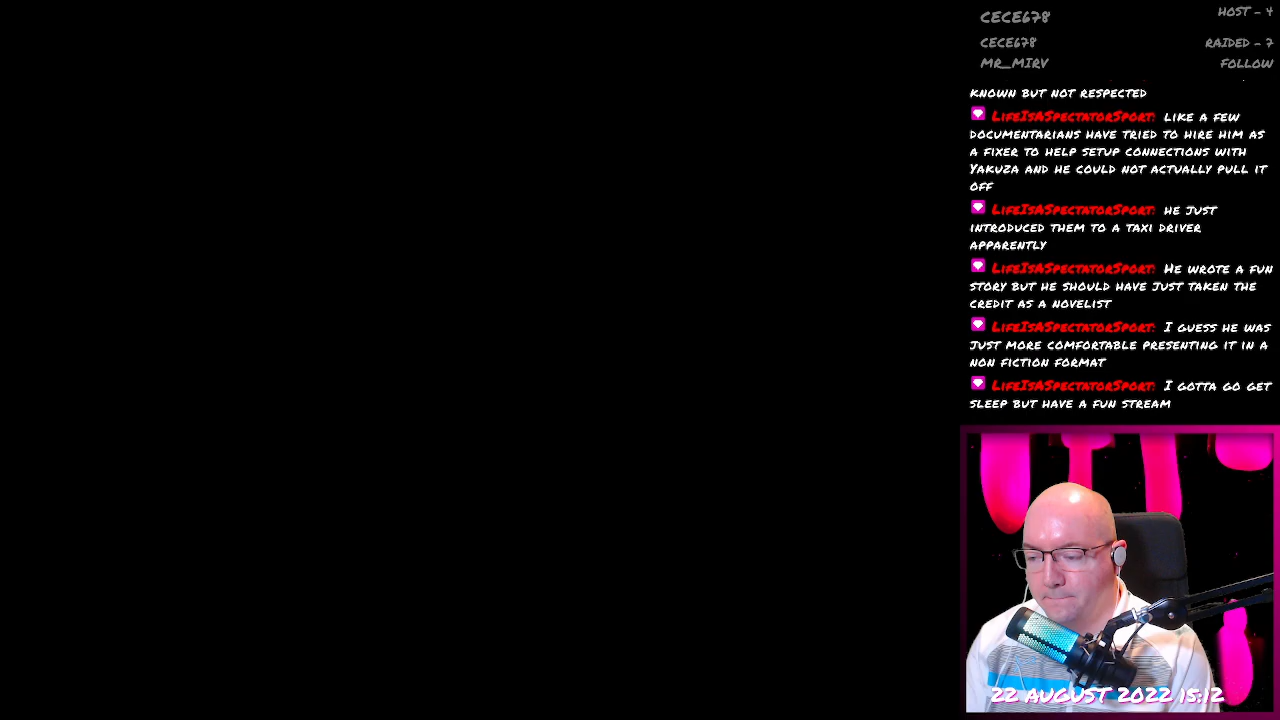 CECE678 HOST - 4
CECE678 RAIDED - 7
MR_MIRV FOLLOW
KNOWN BUT NOT RESPECTED
LifeIsASpectatorSport: LIKE A FEW
DOCUMENTARIANS HAVE TRIED TO HIRE HIM AS
A FIXER TO HELP SETUP CONNECTIONS WITH
YAKUZA AND HE COULD NOT ACTUALLY PULL IT
OFF
LifeIsASpectatorSport: HE JUST
INTRODUCED THEM TO A TAXI DRIVER
APPARENTLY
LifeIsASpectatorSport: HE WROTE A FUN
STORY BUT HE SHOULD HAVE JUST TAKEN THE
CREDIT AS A NOVELIST
LifeIsASpectatorSport: I GUESS HE WAS
JUST MORE COMFORTABLE PRESENTING IT IN A
NON FICTION FORMAT
LifeIsASpectatorSport: I GOTTA GO GET
SLEEP BUT HAVE A FUN STREAM
22 AUGUST 2022 15:12